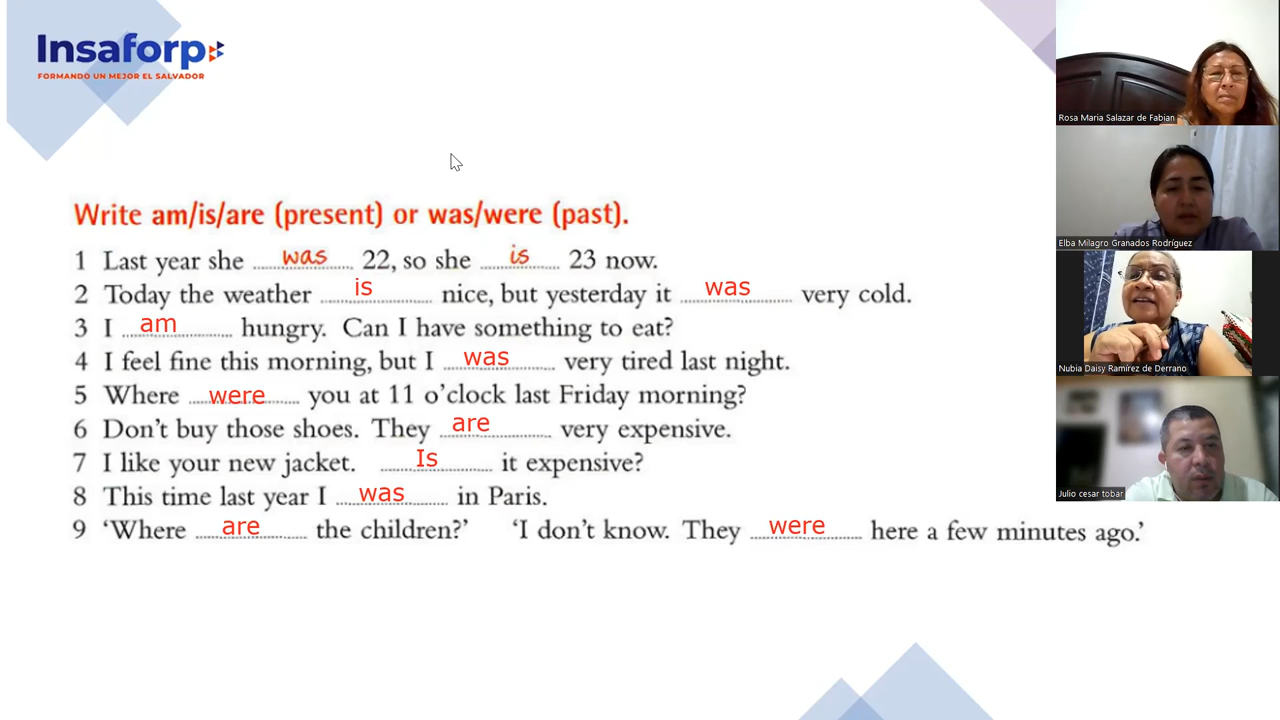 Insaforp
FORMANDO UN MEJOR EL SALVADOR
Write am/is/are (present) or was/were (past).
1 Last year she was 22, so she is 23 now.
2 Today the weather is nice, but yesterday it was very cold.
3 I am hungry. Can I have something to eat?
4 I feel fine this morning, but I was very tired last night.
5 Where were you at 11 o'clock last Friday morning?
6 Don't buy those shoes. They are very expensive.
7 I like your new jacket. Is it expensive?
8 This time last year I was in Paris.
9 'Where are the children?' 'I don't know. They were here a few minutes ago.'
Rosa Maria Salazar de Fabian
Elba Milagro Granados Rodríguez
Nubia Daisy Ramírez de Derrano
Julio cesar tobar